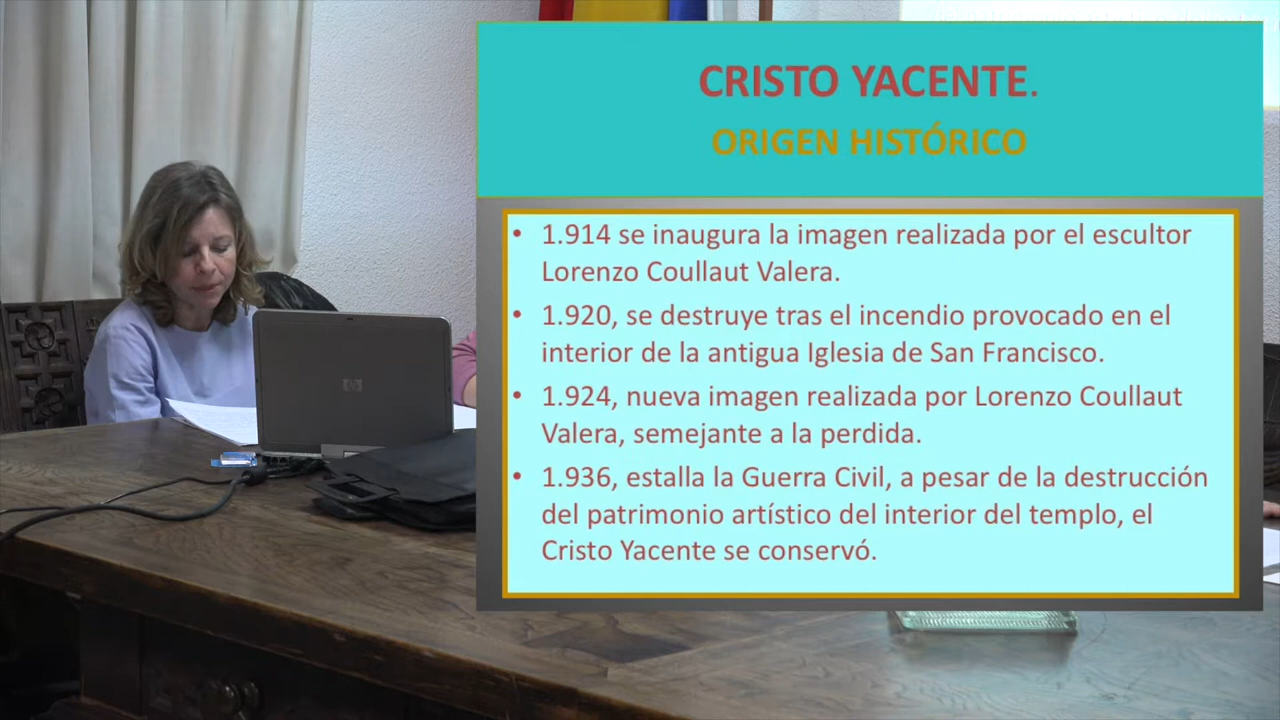 CRISTO YACENTE.
ORIGEN HISTÓRICO
• 1.914 se inaugura la imagen realizada por el escultor
Lorenzo Coullaut Valera.
• 1.920, se destruye tras el incendio provocado en el
interior de la antigua Iglesia de San Francisco.
• 1.924, nueva imagen realizada por Lorenzo Coullaut
Valera, semejante a la perdida.
• 1.936, estalla la Guerra Civil, a pesar de la destrucción
del patrimonio artístico del interior del templo, el
Cristo Yacente se conservó.
hp